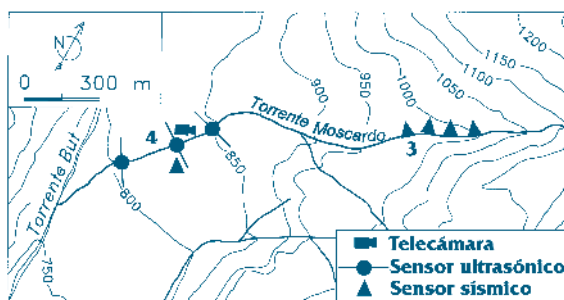 N
0 300 m
Torrente But
750
800
4
850
Torrente Moscardo
900
950
1000
3
1050
1100
1150
1200
Telecámara
Sensor ultrasónico
Sensor sísmico